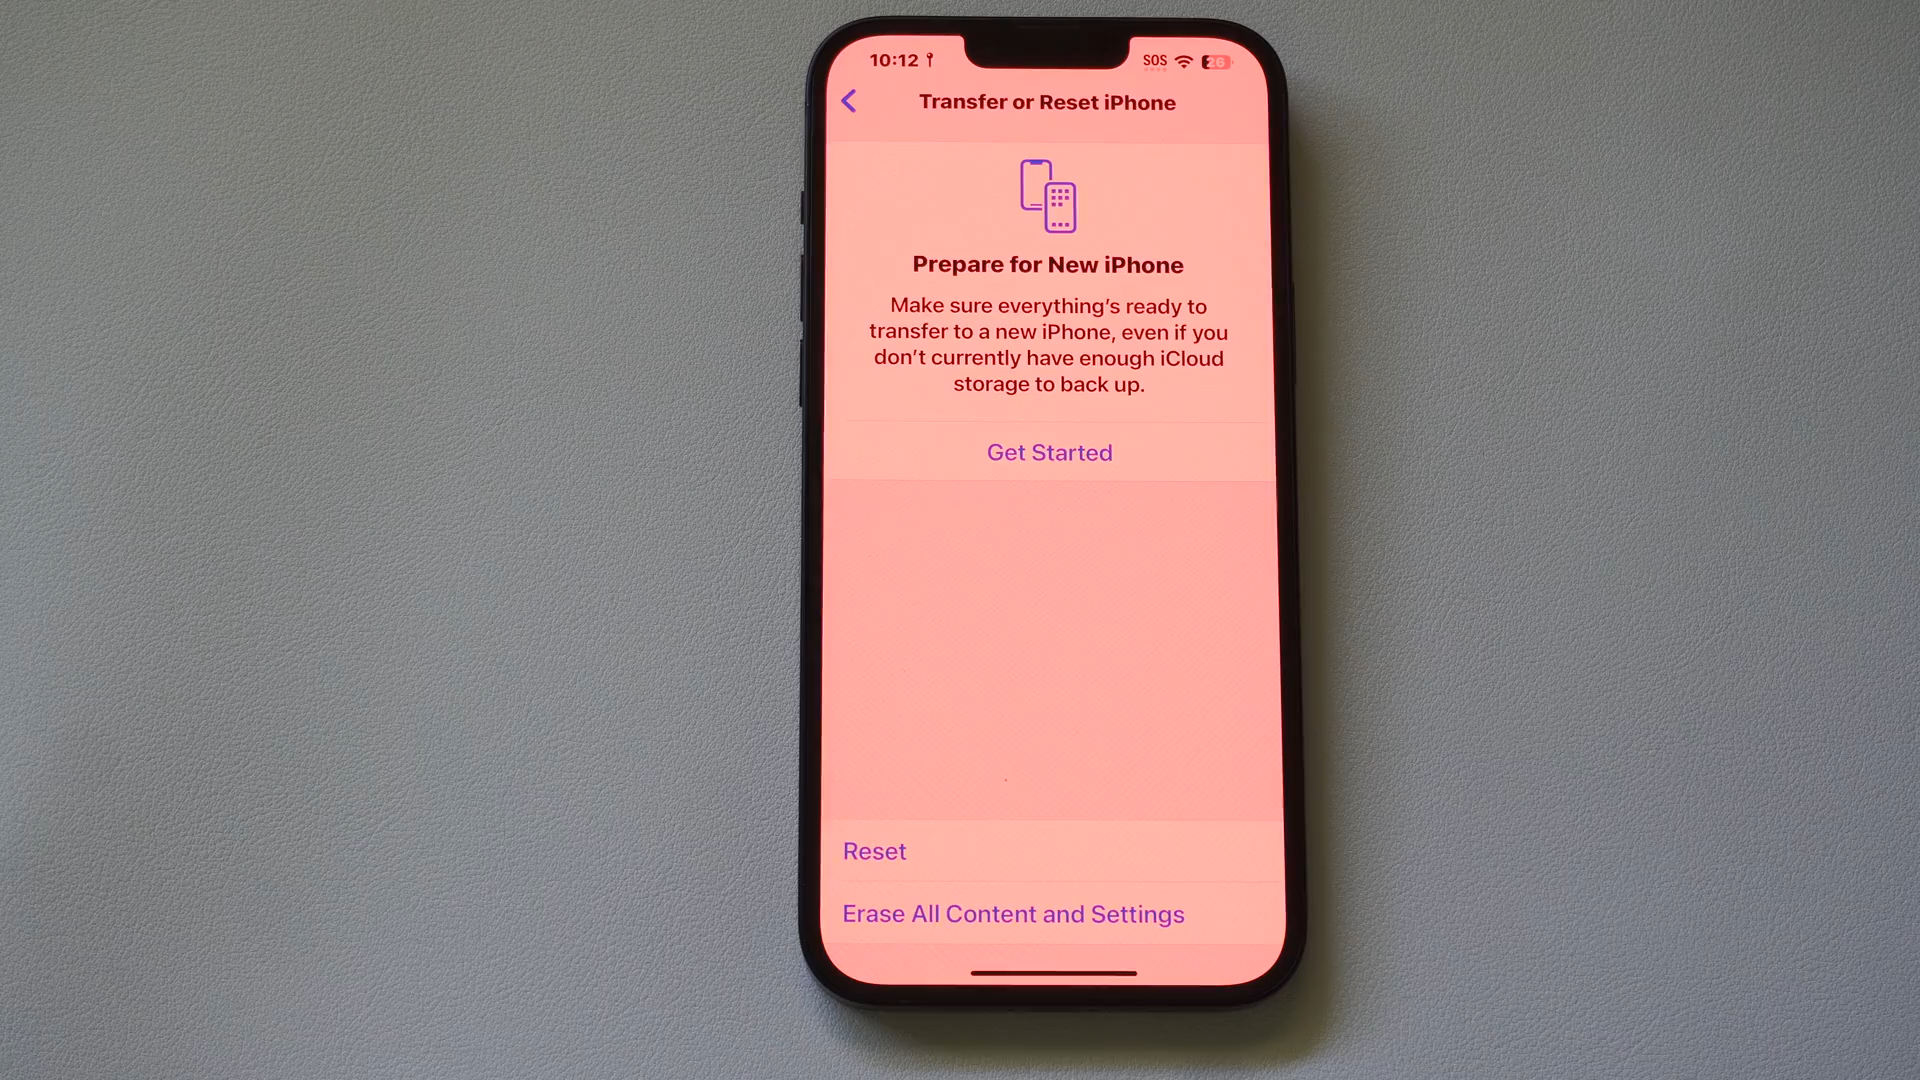 10:12
SOS
26
Transfer or Reset iPhone
Prepare for New iPhone
Make sure everything's ready to
transfer to a new iPhone, even if you
don't currently have enough iCloud
storage to back up.
Get Started
Reset
Erase All Content and Settings